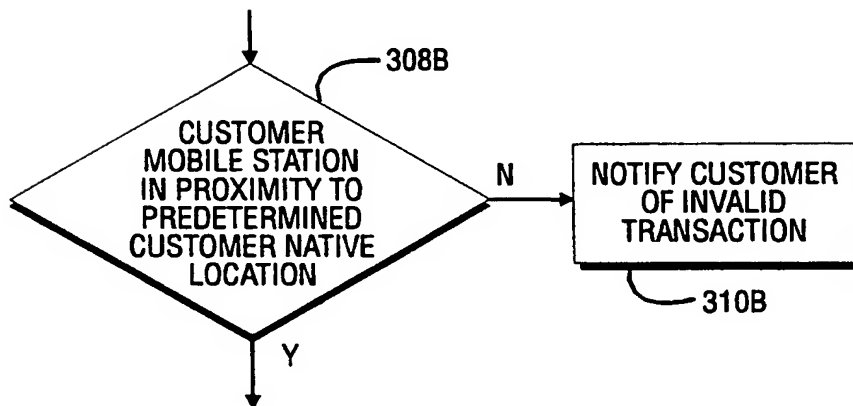 308B
CUSTOMER
MOBILE STATION
IN PROXIMITY TO
PREDETERMINED
CUSTOMER NATIVE
LOCATION
N
NOTIFY CUSTOMER
OF INVALID
TRANSACTION
310B
Y